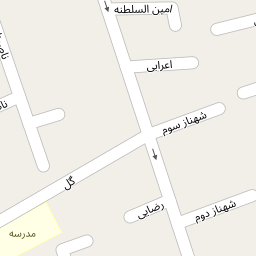 امین السلطنه
اعرابی
شهناز سوم
گل
رضایی
شهناز دوم
مدرسه